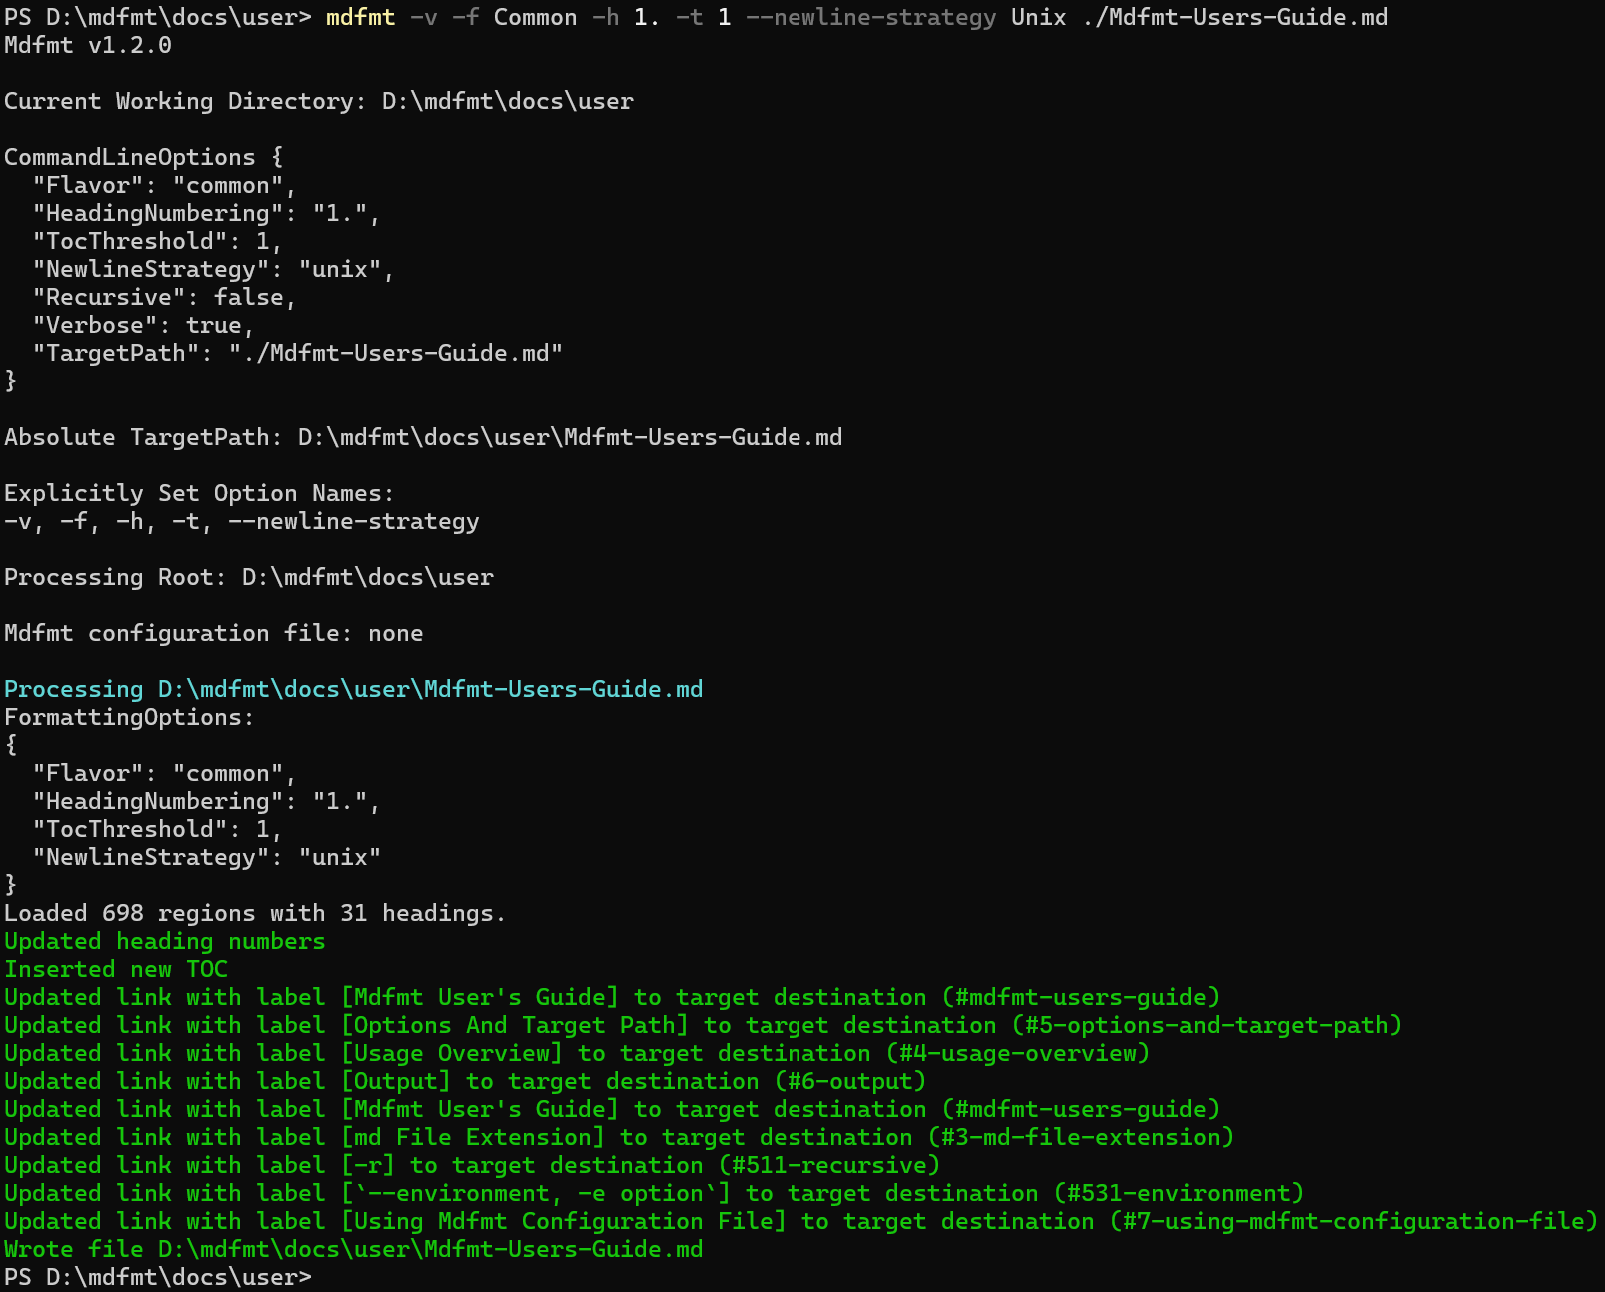 PS D:\mdfmt\docs\user> mdfmt -v -f Common -h 1. -t 1 --newline-strategy Unix ./Mdfmt-Users-Guide.md
Mdfmt v1.2.0
Current Working Directory: D:\mdfmt\docs\user
CommandLineOptions {
  "Flavor": "common",
  "HeadingNumbering": "1.",
  "TocThreshold": 1,
  "NewlineStrategy": "unix",
  "Recursive": false,
  "Verbose": true,
  "TargetPath": "./Mdfmt-Users-Guide.md"
}
Absolute TargetPath: D:\mdfmt\docs\user\Mdfmt-Users-Guide.md
Explicitly Set Option Names:
-v, -f, -h, -t, --newline-strategy
Processing Root: D:\mdfmt\docs\user
Mdfmt configuration file: none
Processing D:\mdfmt\docs\user\Mdfmt-Users-Guide.md
FormattingOptions:
{
  "Flavor": "common",
  "HeadingNumbering": "1.",
  "TocThreshold": 1,
  "NewlineStrategy": "unix"
}
Loaded 698 regions with 31 headings.
Updated heading numbers
Inserted new TOC
Updated link with label [Mdfmt User's Guide] to target destination (#mdfmt-users-guide)
Updated link with label [Options And Target Path] to target destination (#5-options-and-target-path)
Updated link with label [Usage Overview] to target destination (#4-usage-overview)
Updated link with label [Output] to target destination (#6-output)
Updated link with label [Mdfmt User's Guide] to target destination (#mdfmt-users-guide)
Updated link with label [md File Extension] to target destination (#3-md-file-extension)
Updated link with label [-r] to target destination (#511-recursive)
Updated link with label [`--environment, -e option`] to target destination (#531-environment)
Updated link with label [Using Mdfmt Configuration File] to target destination (#7-using-mdfmt-configuration-file)
Wrote file D:\mdfmt\docs\user\Mdfmt-Users-Guide.md
PS D:\mdfmt\docs\user>